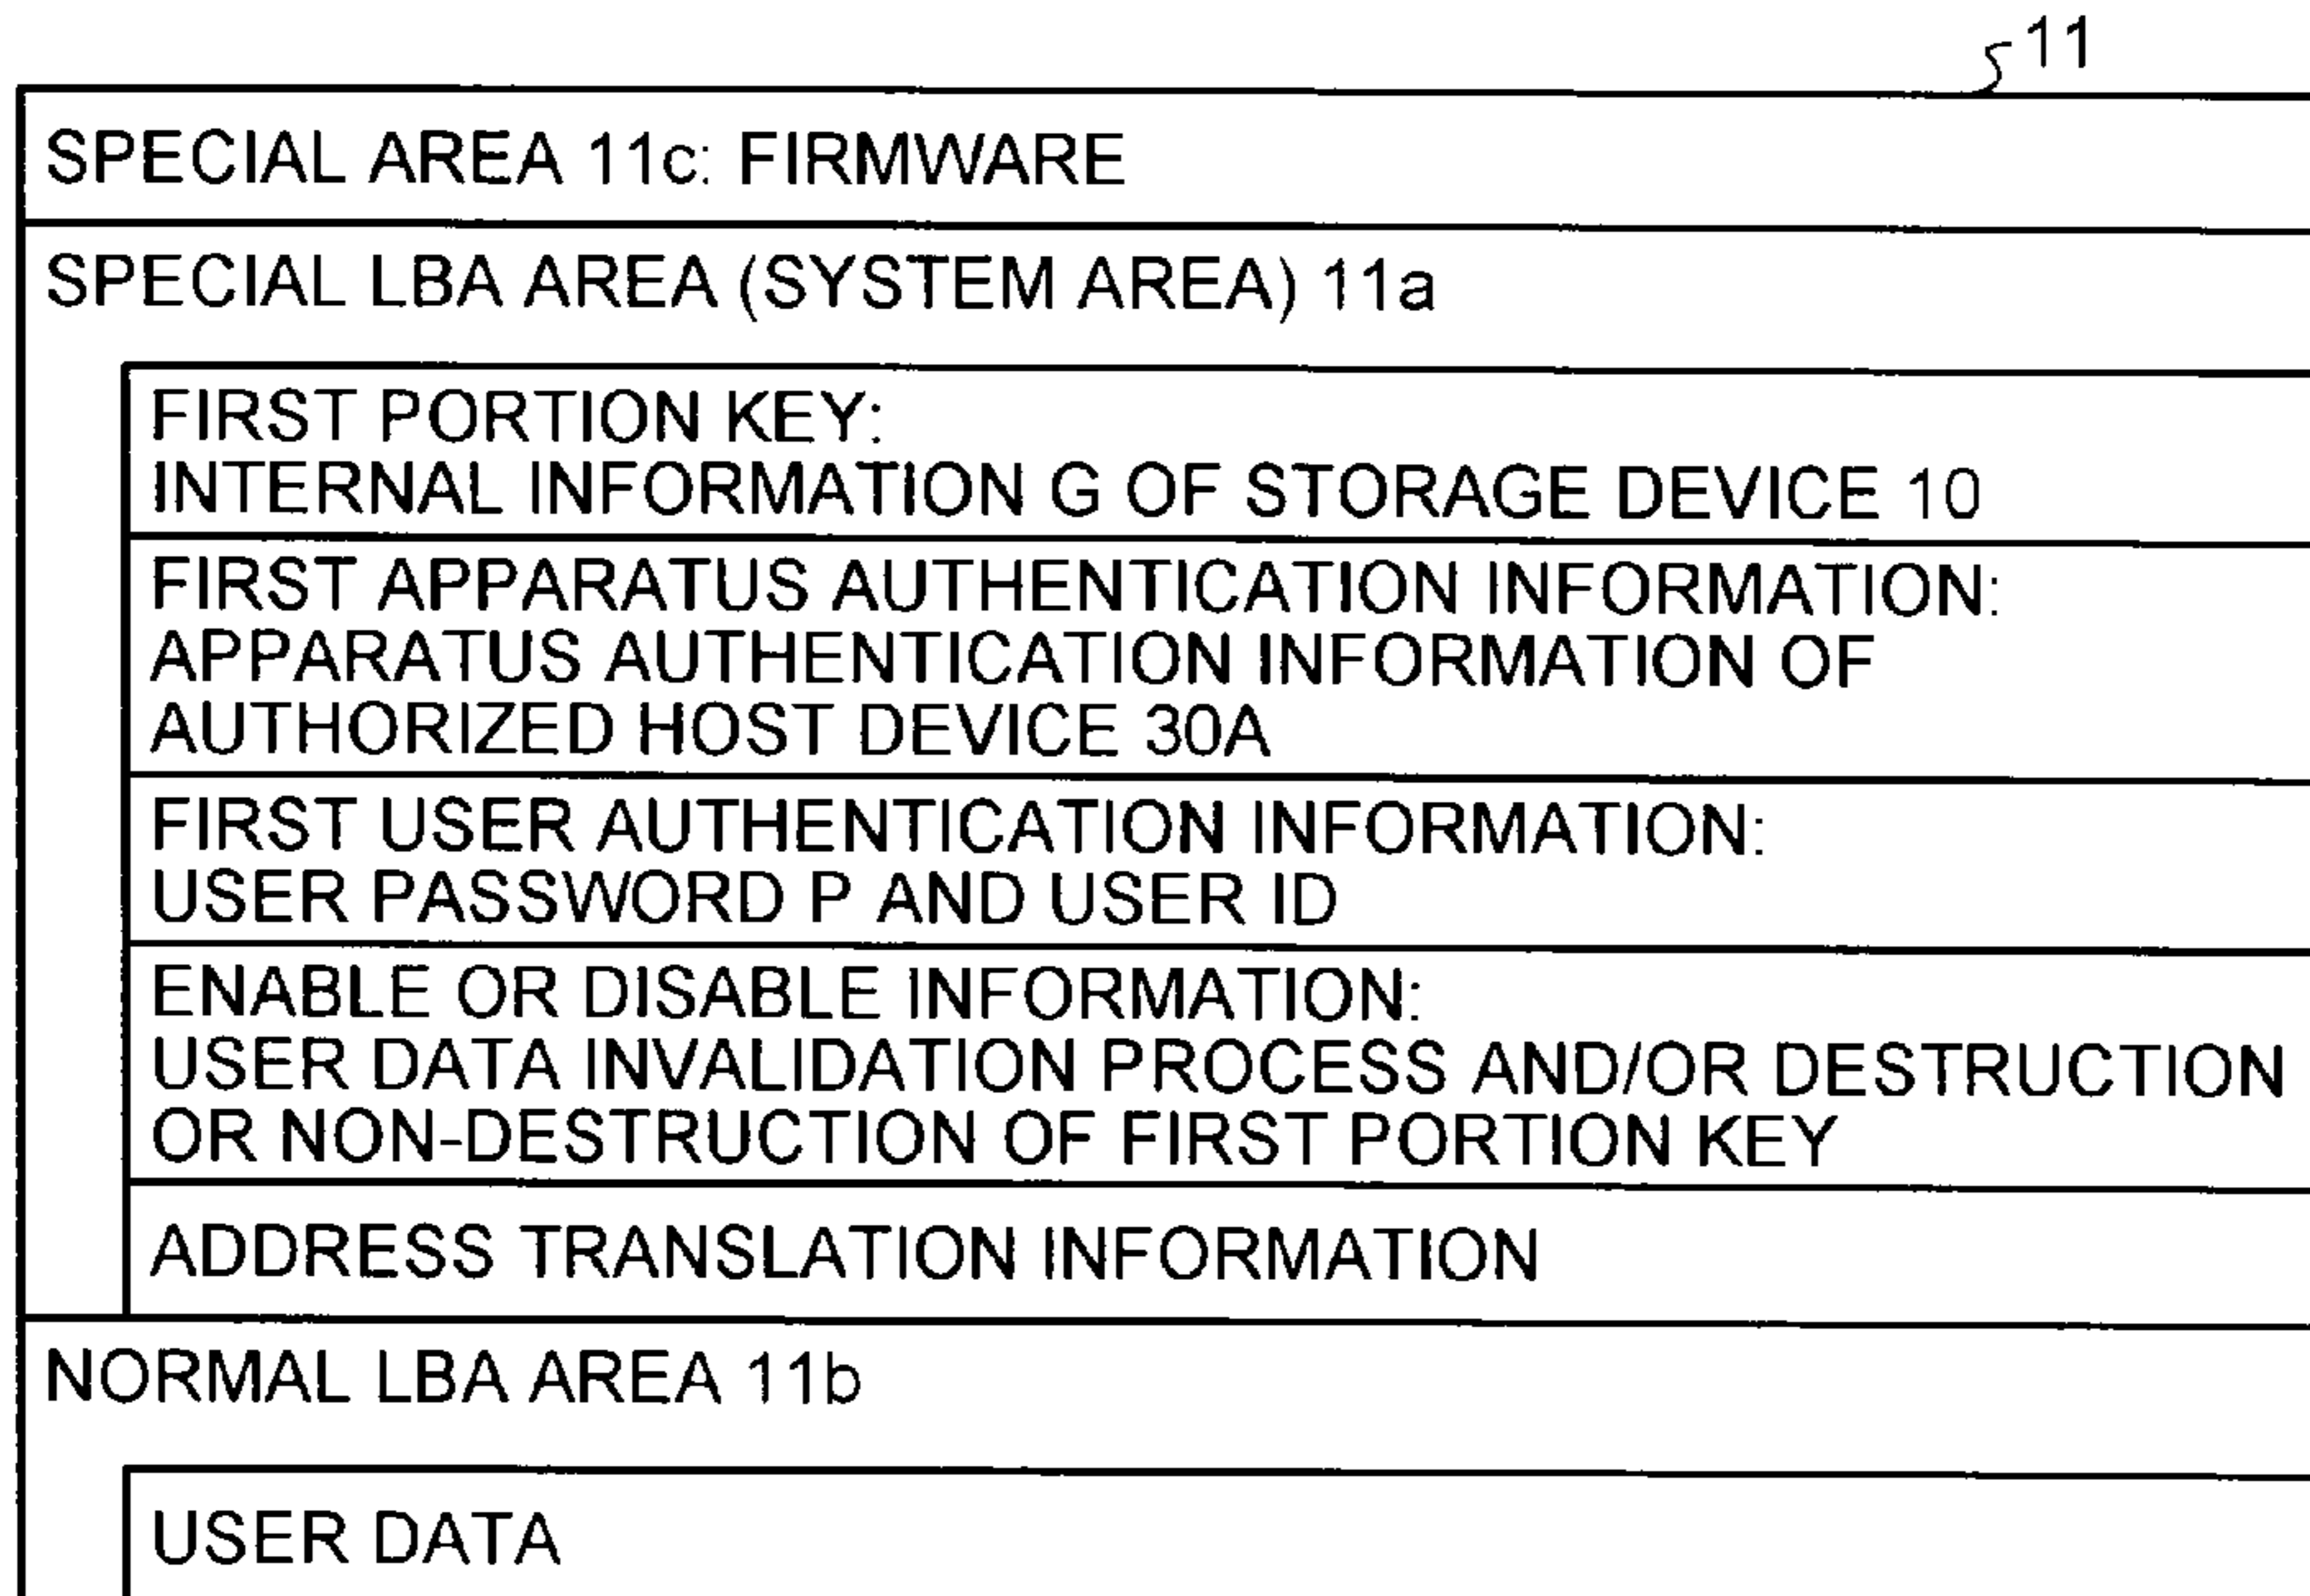 11
SPECIAL AREA 11c: FIRMWARE
SPECIAL LBA AREA (SYSTEM AREA) 11a
FIRST PORTION KEY:
INTERNAL INFORMATION G OF STORAGE DEVICE 10
FIRST APPARATUS AUTHENTICATION INFORMATION:
APPARATUS AUTHENTICATION INFORMATION OF
AUTHORIZED HOST DEVICE 30A
FIRST USER AUTHENTICATION INFORMATION:
USER PASSWORD P AND USER ID
ENABLE OR DISABLE INFORMATION:
USER DATA INVALIDATION PROCESS AND/OR DESTRUCTION
OR NON-DESTRUCTION OF FIRST PORTION KEY
ADDRESS TRANSLATION INFORMATION
NORMAL LBA AREA 11b
USER DATA